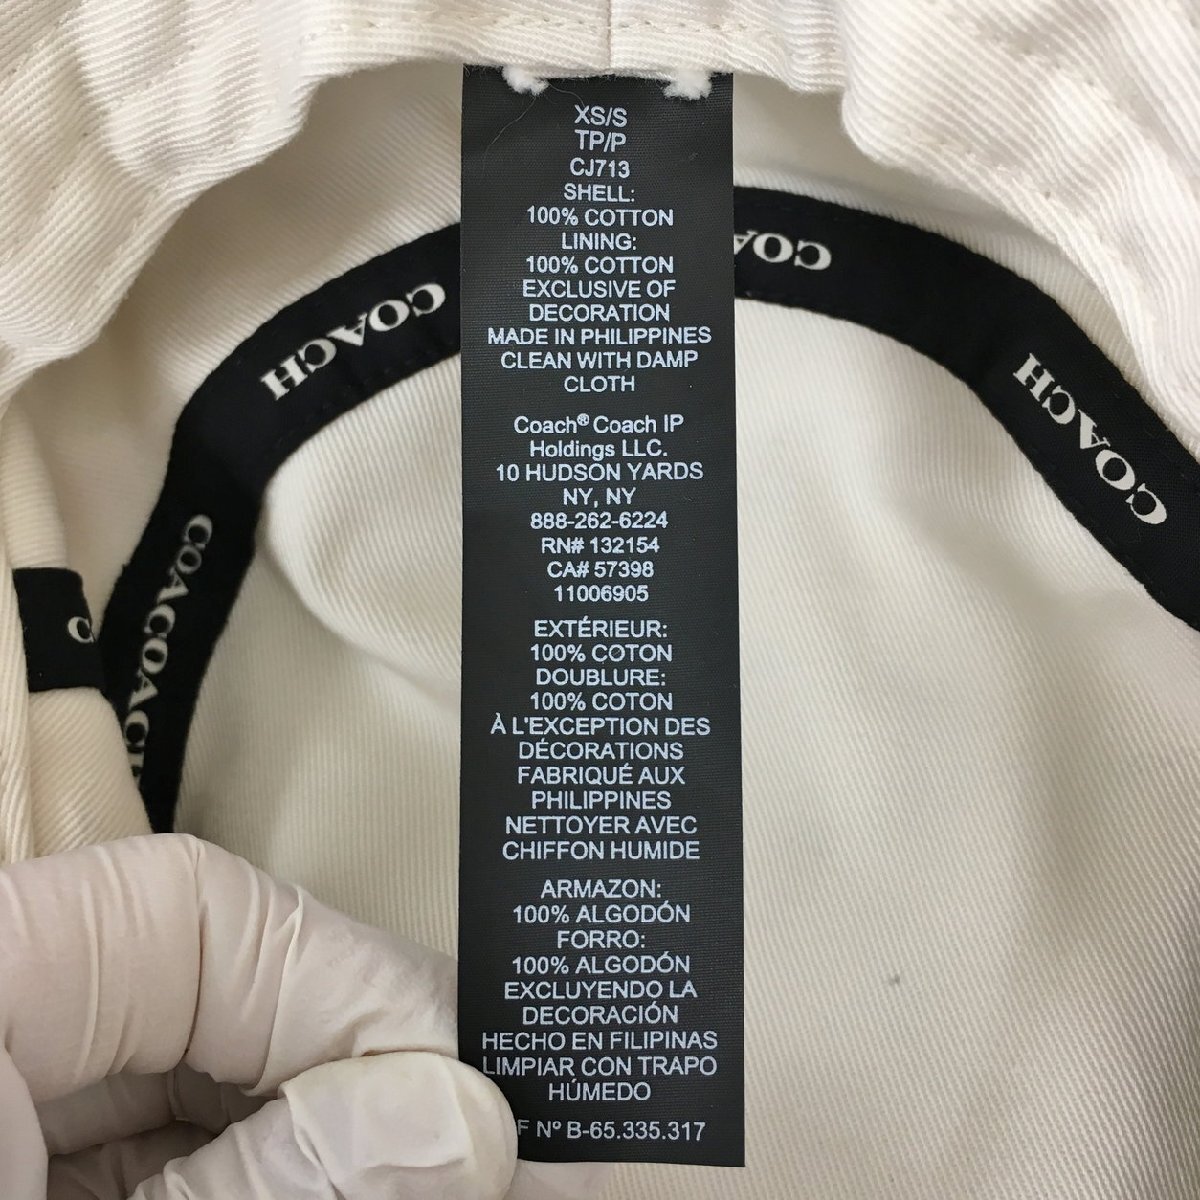 XS/S
TP/P
CJ713
SHELL:
100% COTTON
LINING:
100% COTTON
EXCLUSIVE OF
DECORATION
MADE IN PHILIPPINES
CLEAN WITH DAMP
CLOTH
Coach® Coach IP
Holdings LLC.
10 HUDSON YARDS
NY, NY
888-262-6224
RN# 132154
CA# 57398
11006905
EXTÉRIEUR:
100% COTON
DOUBLURE:
100% COTON
À L'EXCEPTION DES
DÉCORATIONS
FABRIQUÉ AUX
PHILIPPINES
NETTOYER AVEC
CHIFFON HUMIDE
ARMAZON:
100% ALGODÓN
FORRO:
100% ALGODÓN
EXCLUYENDO LA
DECORACIÓN
HECHO EN FILIPINAS
LIMPIAR CON TRAPO
HÚMEDO
F Nº B-65.335.317
COACH
COACH
COACH